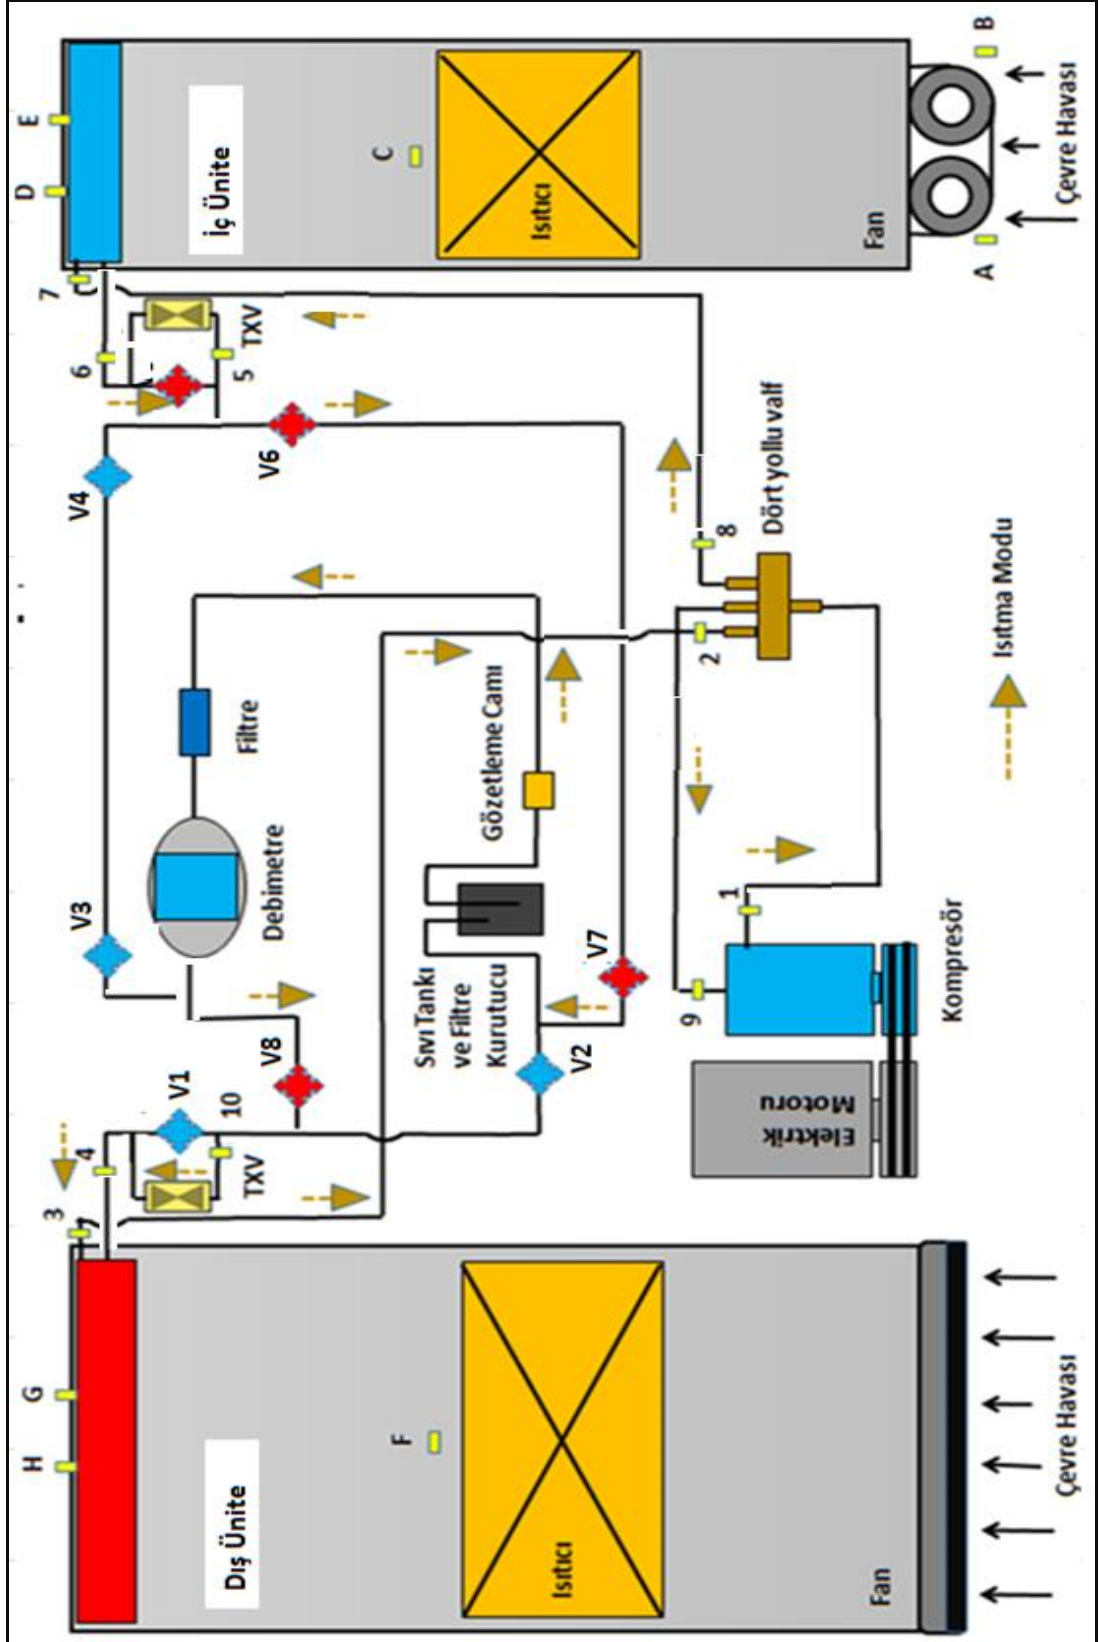 H
G
Dış Ünite
F
Isıtıcı
Fan
Çevre Havası
3
4
V1
10
TXV
V8
V3
Debimetre
Filtre
V4
6
7
5
TXV
V6
Sıvı Tankı
ve Filtre
Kurutucu
V2
V7
Gözetleme Camı
2
8
Dört yollu valf
9
1
Elektrik
Motoru
Kompresör
Isıtma Modu
D
E
İç Ünite
C
Isıtıcı
Fan
A
B
Çevre Havası